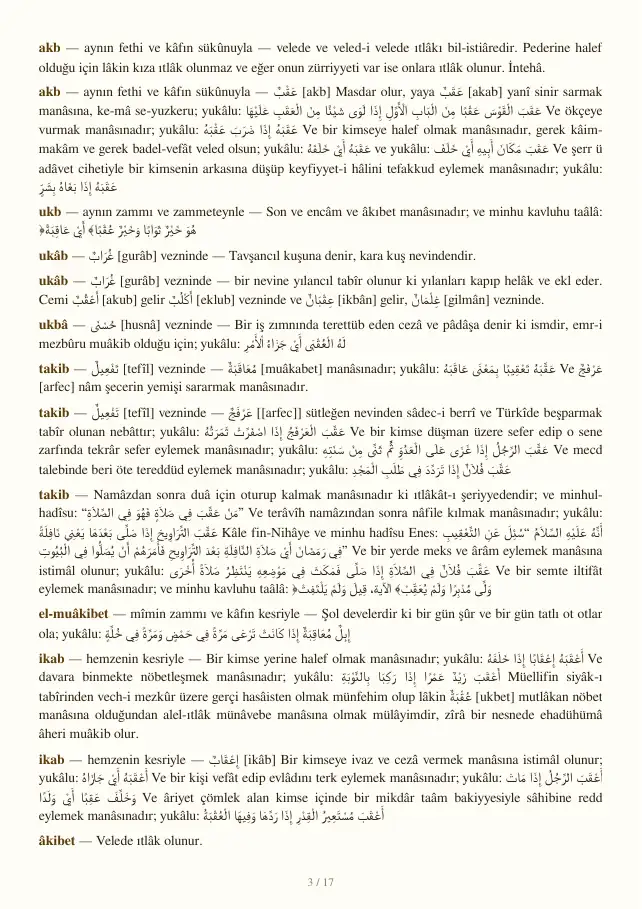 akb — aynın fethi ve kâfın sükûnuyla — velede ve veled-i velede ıtlâkı bil-istiâredir. Pederine halef
olduğu için lâkin kıza ıtlak olunmaz ve eğer onun zürriyeti var ise onlara ıtlâk olunur. İntehâ.
akb — aynın fethi ve kâfın sükûnuyla — عَقْبٌ [akb] Masdar olur, yaya عَقَبٌ [akab] yanî sinir sarmak
manâsına, ke-mâ se-yuzkeru; yukâlu: عَقَبَ الْقَوْسَ عَقْبًا مِنَ الْبَابِ الْأَوَّلِ إِذَا لَوَى شَيْئًا مِنَ الْعَقَبِ عَلَيْهَا Ve ökçeye
vurmak manâsınadır; yukâlu: عَقَبَهُ إِذَا ضَرَبَ عَقِبَهُ Ve bir kimseye halef olmak manâsınadır, gerek kâim-
makâm ve gerek badel-vefât veled olsun; yukâlu: عَقَبَهُ أَيْ خَلَفَهُ ve yukâlu: عَقَبَ مَكَانَ أَبِيهِ أَيْ خَلَفَ Ve şerr ü
adâvet cihetiyle bir kimsenin arkasına düşüp keyfiyyet-i hâlini tefakkud eylemek manâsınadır; yukâlu:
عَقَبَهُ إِذَا بَغَاهُ بِشَرٍّ
ukb — aynın zammı ve zammeteynle — Son ve encâm ve âkıbet manâsınadır; ve minhu kavluhu taâlâ:
﴿هُوَ خَيْرٌ ثَوَابًا وَخَيْرٌ عُقْبًا﴾ أَيْ عَاقِبَةً
ukâb — غُرَابٌ [gurâb] vezninde — Tavşancıl kuşuna denir, kara kuş nevindendir.
ukâb — غُرَابٌ [gurâb] vezninde — bir nevine yılancıl tabîr olunur ki yılanları kapıp helâk ve ekl eder.
Cemi أَعْقُبٌ [akub] gelir أَكْلُبٌ [eklub] vezninde ve عِقْبَانٌ [ikbân] gelir, غِلْمَانٌ [gilmân] vezninde.
ukbâ — حُسْنَى [husnâ] vezninde — Bir iş zımnında terettüb eden cezâ ve pâdâşa denir ki ismdir, emr-i
mezbûru muâkib olduğu için; yukâlu: لَهُ الْعُقْبَى أَيْ جَزَاءُ الْأَمْرِ
takib — تَفْعِيلٌ [tefîl] vezninde — مُعَاقَبَةٌ [muâkabet] manâsınadır; yukâlu: عَقَّبَهُ تَعْقِيبًا بِمَعْنَى عَاقَبَهُ Ve عَرْفَجٌ
[arfec] nâm şecerin yemişi sararmak manâsınadır.
takib — تَفْعِيلٌ [tefîl] vezninde — عَرْفَجٌ [[arfec]] sütleğen nevinden sâdec-i berrî ve Türkîde beşparmak
tabîr olunan nebâttır; yukâlu: عَقَّبَ الْعَرْفَجُ إِذَا اصْفَرَّتْ ثَمَرَتُهُ Ve bir kimse düşman üzere sefer edip o sene
zarfında tekrâr sefer eylemek manâsınadır; yukâlu: عَقَّبَ الرَّجُلُ إِذَا غَزَى عَلَى الْعَدُوِّ ثُمَّ ثَنَّى مِنْ سَنَتِهِ Ve mecd
talebinde beri öte tereddüd eylemek manâsınadır; yukâlu: عَقَّبَ فُلَانٌ إِذَا تَرَدَّدَ فِي طَلَبِ الْمَجْدِ
takib — Namâzdan sonra duâ için oturup kalmak manâsınadır ki ıtlâkât-ı şeriyyedendir; ve minhul-
hadîsu: “مَنْ عَقَّبَ فِي صَلَاةٍ فَهُوَ فِي الصَّلَاةِ” Ve terâvîh namâzından sonra nâfile kılmak manâsınadır; yukâlu:
عَقَّبَ التَّرَاوِيحَ إِذَا صَلَّى بَعْدَهَا يَعْنِي نَافِلَةً Kâle fin-Nihâye ve minhu hadîsu Enes: أَنَّهُ عَلَيْهِ السَّلَامُ “سُئِلَ عَنِ التَّعْقِيبِ
فِي رَمَضَانَ أَيْ صَلَاةِ النَّافِلَةِ بَعْدَ التَّرَاوِيحِ فَأَمَرَهُمْ أَنْ يُصَلُّوا فِي الْبُيُوتِ” Ve bir yerde meks ve ârâm eylemek manâsına
istimâl olunur; yukâlu: عَقَّبَ فُلَانٌ فِي الصَّلَاةِ إِذَا صَلَّى فَمَكَثَ فِي مَوْضِعِهِ يَنْتَظِرُ صَلَاةً أُخْرَى Ve bir semte iltifât
eylemek manâsınadır; ve minhu kavluhu taâlâ: ﴿وَلَّى مُدْبِرًا وَلَمْ يُعَقِّبْ﴾ الآية، قِيلَ وَلَمْ يَلْتَفِتْ
el-muâkibet — mîmin zammı ve kâfın kesriyle — Şol develerdir ki bir gün şûr ve bir gün tatlı ot otlar
ola; yukâlu: إِبِلٌ مُعَاقِبَةٌ إِذَا كَانَتْ تَرْعَى مَرَّةً فِي حَمْضٍ وَمَرَّةً فِي خُلَّةٍ
ikab — hemzenin kesriyle — Bir kimse yerine halef olmak manâsınadır; yukâlu: أَعْقَبَهُ إِعْقَابًا إِذَا خَلَفَهُ Ve
davara binmekte nöbetleşmek manâsınadır; yukâlu: أَعْقَبَ زَيْدٌ عَمْرًا إِذَا رَكِبَا بِالنَّوْبَةِ Müellifin siyâk-ı
tabîrinden vech-i mezkûr üzere gerçi hasâisten olmak münfehim olup lâkin عُقْبَةٌ [ukbet] mutlâkan nöbet
manâsına olduğundan alel-ıtlâk münâvebe manâsına olmak mülâyimdir, zîrâ bir nesnede ehadühümâ
âheri muâkib olur.
ikab — hemzenin kesriyle — إِعْقَابٌ [ikâb] Bir kimseye ivaz ve cezâ vermek manâsına istimâl olunur;
yukâlu: أَعْقَبَهُ أَيْ جَازَاهُ Ve bir kişi vefât edip evlâdını terk eylemek manâsınadır; yukâlu: أَعْقَبَ الرَّجُلُ إِذَا مَاتَ
وَخَلَّفَ عَقِبًا أَيْ وَلَدًا Ve âriyet çömlek alan kimse içinde bir mikdâr taâm bakiyyesiyle sâhibine redd
eylemek manâsınadır; yukâlu: أَعْقَبَ مُسْتَعِيرُ الْقِدْرِ إِذَا رَدَّهَا وَفِيهَا الْعُقْبَةُ
âkibet — Velede ıtlâk olunur.
3 / 17